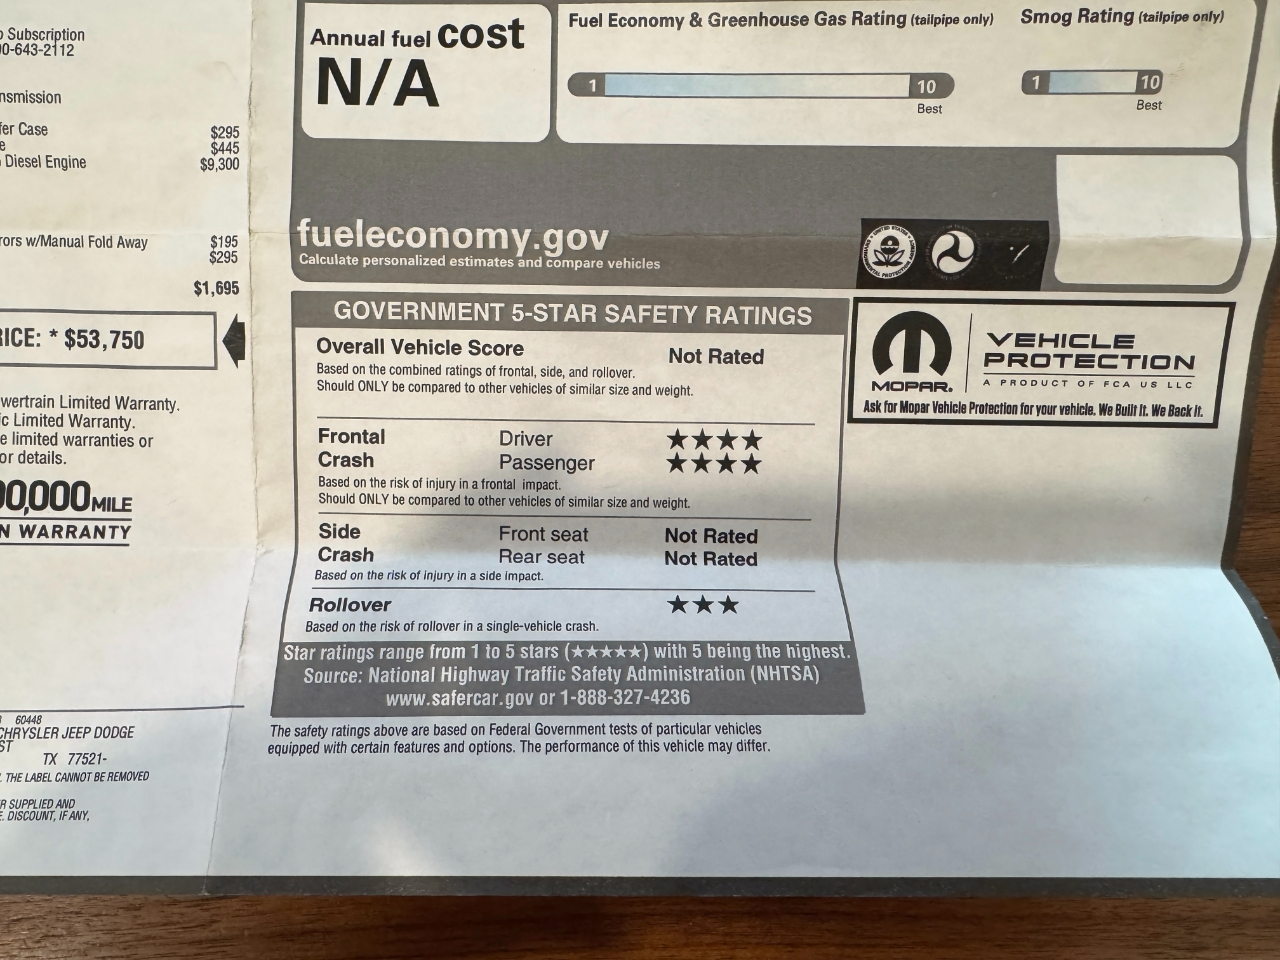 Subscription
0-643-2112
nsmission
fer Case $295
e $445
Diesel Engine $9,300
rors w/Manual Fold Away $195
$295
$1,695
RICE: * $53,750
wertrain Limited Warranty.
c Limited Warranty.
e limited warranties or
or details.
00,000 MILE
N WARRANTY
60448
CHRYSLER JEEP DODGE
ST
TX 77521-
. THE LABEL CANNOT BE REMOVED
R SUPPLIED AND
E. DISCOUNT, IF ANY,
Annual fuel cost
N/A
Fuel Economy & Greenhouse Gas Rating (tailpipe only)
1 10
Best
Smog Rating (tailpipe only)
1 10
Best
fueleconomy.gov
Calculate personalized estimates and compare vehicles
GOVERNMENT 5-STAR SAFETY RATINGS
Overall Vehicle Score Not Rated
Based on the combined ratings of frontal, side, and rollover.
Should ONLY be compared to other vehicles of similar size and weight.
Frontal Driver ★★★★
Crash Passenger ★★★★
Based on the risk of injury in a frontal impact.
Should ONLY be compared to other vehicles of similar size and weight.
Side Front seat Not Rated
Crash Rear seat Not Rated
Based on the risk of injury in a side impact.
Rollover ★★★
Based on the risk of rollover in a single-vehicle crash.
Star ratings range from 1 to 5 stars (★★★★★) with 5 being the highest.
Source: National Highway Traffic Safety Administration (NHTSA)
www.safercar.gov or 1-888-327-4236
The safety ratings above are based on Federal Government tests of particular vehicles
equipped with certain features and options. The performance of this vehicle may differ.
MOPAR.
VEHICLE
PROTECTION
A PRODUCT OF FCA US LLC
Ask for Mopar Vehicle Protection for your vehicle. We Built It. We Back It.